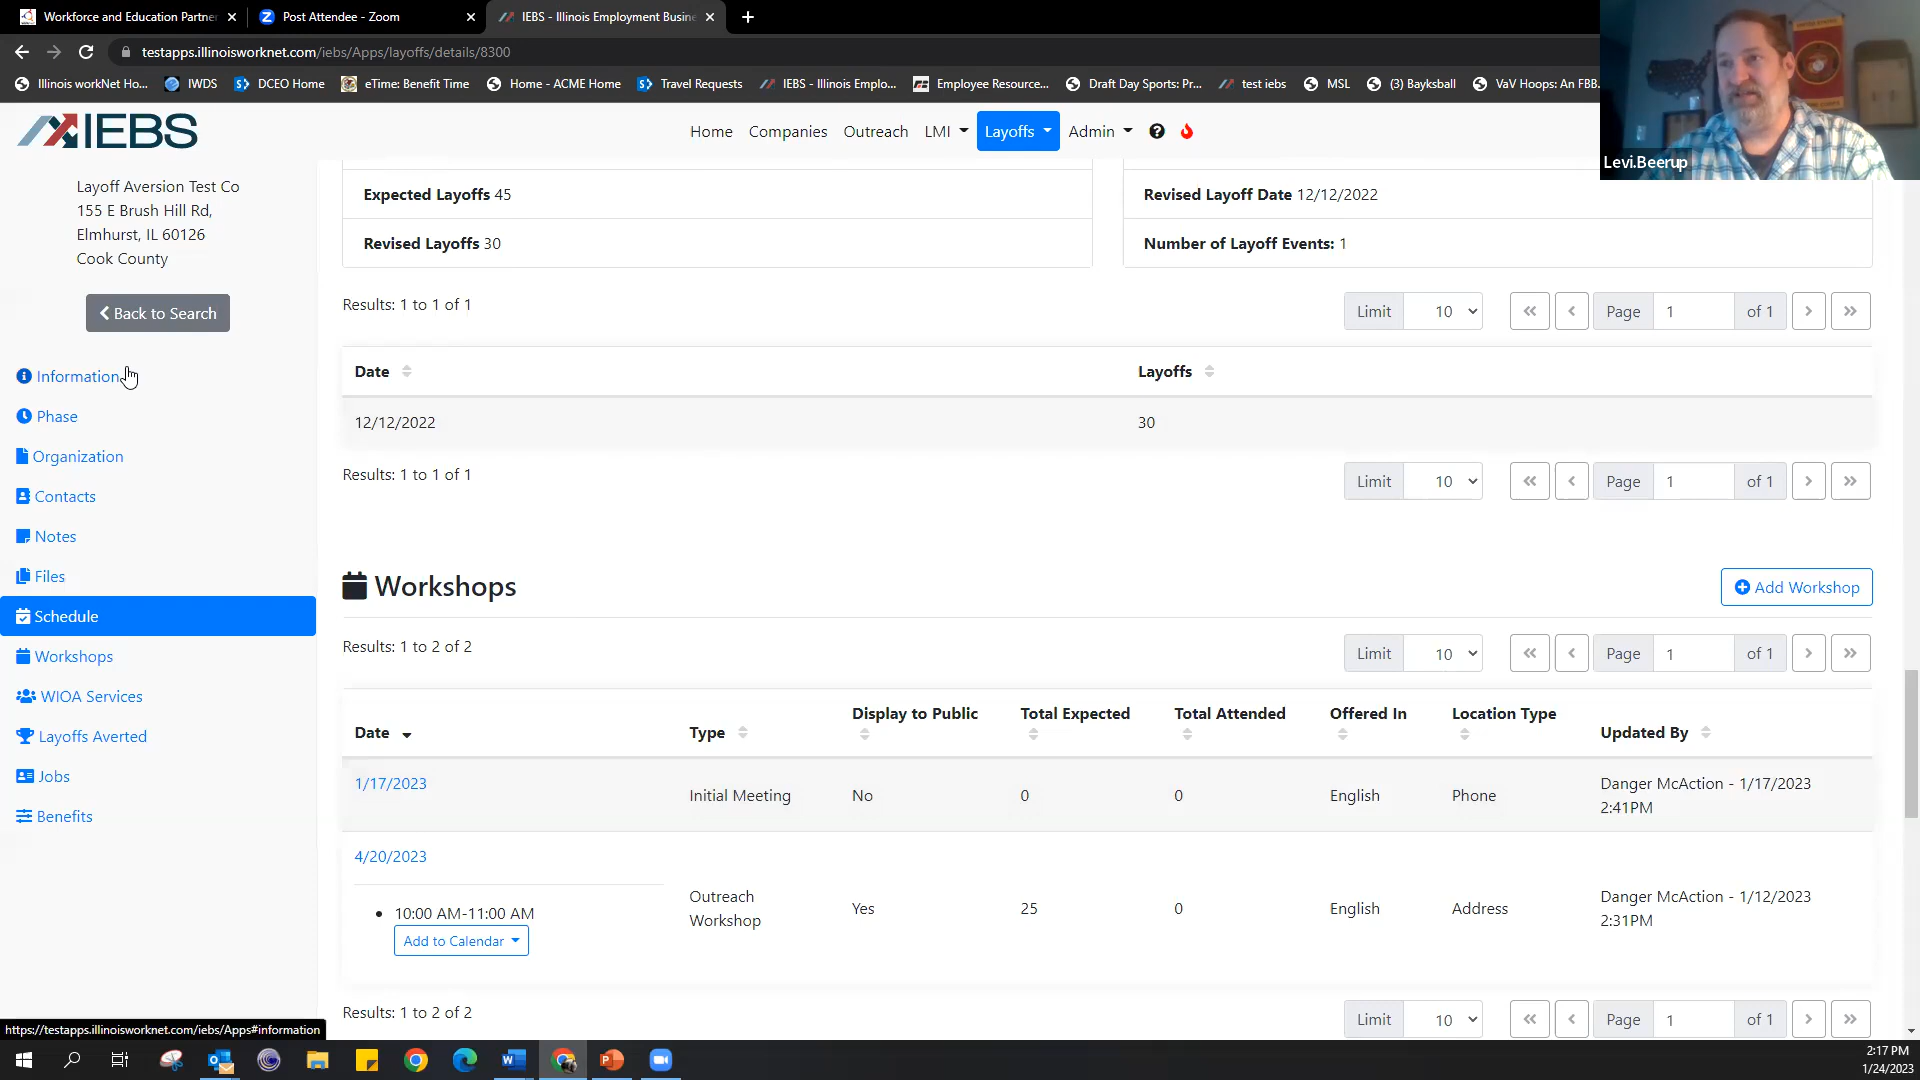 Workforce and Education Partne
Post Attendee - Zoom
IEBS - Illinois Employment Busine
testapps.illinoisworknet.com/iebs/Apps/layoffs/details/8300
Illinois workNet Ho...
IWDS
DCEO Home
eTime: Benefit Time
Home - ACME Home
Travel Requests
IEBS - Illinois Emplo...
Employee Resource...
Draft Day Sports: Pr...
test iebs
MSL
(3) Bayksball
VaV Hoops: An FBB
Levi.Beerup
IEBS
Home
Companies
Outreach
LMI
Layoffs
Admin
Layoff Aversion Test Co
155 E Brush Hill Rd,
Elmhurst, IL 60126
Cook County
Back to Search
Information
Phase
Organization
Contacts
Notes
Files
Schedule
Workshops
WIOA Services
Layoffs Averted
Jobs
Benefits
Expected Layoffs 45
Revised Layoff Date 12/12/2022
Revised Layoffs 30
Number of Layoff Events: 1
Results: 1 to 1 of 1
Limit 10 Page 1 of 1
Date Layoffs
12/12/2022 30
Results: 1 to 1 of 1
Limit 10 Page 1 of 1
Workshops
Add Workshop
Results: 1 to 2 of 2
Limit 10 Page 1 of 1
Date Type Display to Public Total Expected Total Attended Offered In Location Type Updated By
1/17/2023 Initial Meeting No 0 0 English Phone Danger McAction - 1/17/2023
2:41PM
4/20/2023
10:00 AM-11:00 AM
Add to Calendar
Outreach
Workshop
Yes 25 0 English Address Danger McAction - 1/12/2023
2:31PM
Results: 1 to 2 of 2
Limit 10 Page 1 of 1
https://testapps.illinoisworknet.com/iebs/Apps#information
2:17 PM
1/24/2023